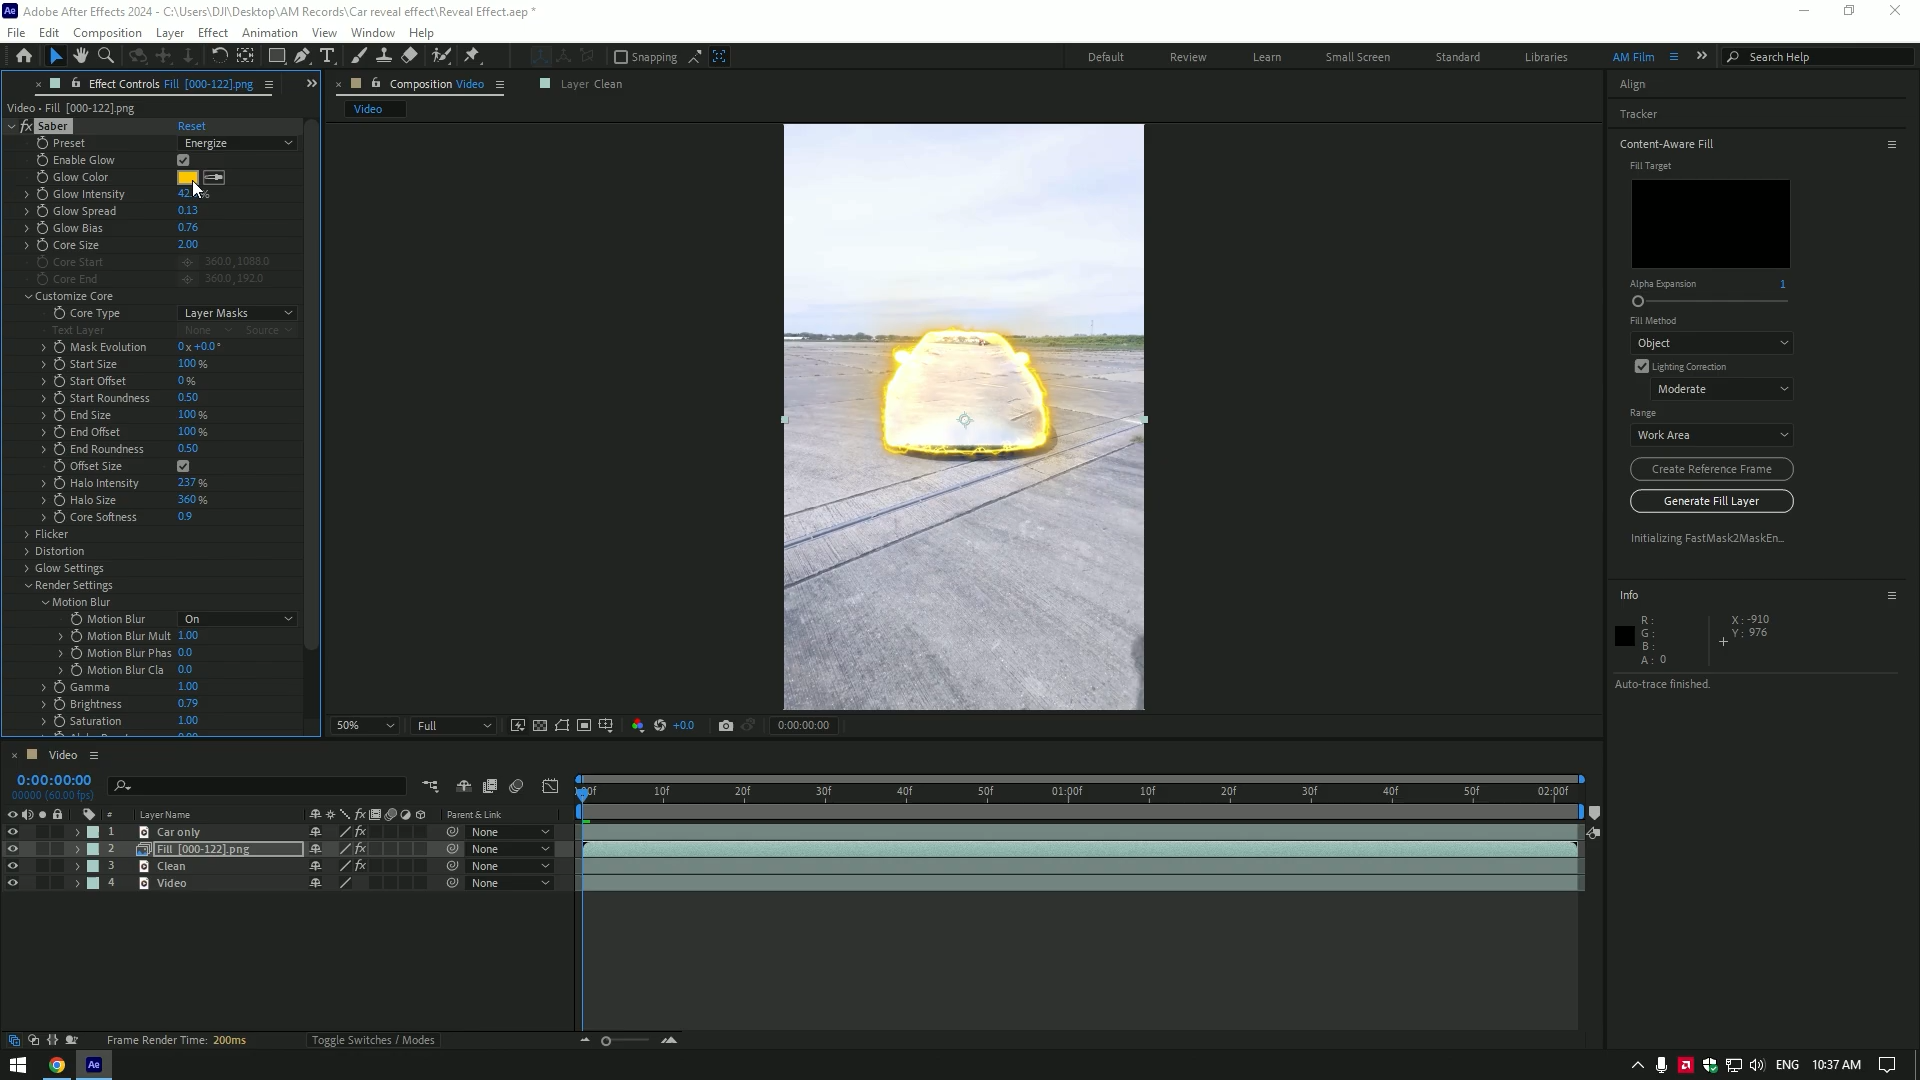 Adobe After Effects 2024 - C:\Users\DJI\Desktop\AM Records\Car reveal effect\Reveal Effect.aep *
File Edit Composition Layer Effect Animation View Window Help
Snapping
Default Review Learn Small Screen Standard Libraries AM Film Search Help
Effect Controls Fill [000-122].png
Composition Video
Layer Clean
Video • Fill [000-122].png
Video
fx Saber Reset
Preset Energize
Enable Glow
Glow Color
Glow Intensity
Glow Spread 0.13
Glow Bias 0.76
Core Size 2.00
Core Start 360.0,1088.0
Core End 360.0,192.0
Customize Core
Core Type Layer Masks
Text Layer None Source
Mask Evolution 0x+0.0°
Start Size 100%
Start Offset 0%
Start Roundness 0.50
End Size 100%
End Offset 100%
End Roundness 0.50
Offset Size
Halo Intensity 237%
Halo Size 360%
Core Softness 0.9
Flicker
Distortion
Glow Settings
Render Settings
Motion Blur
Motion Blur On
Motion Blur Mult 1.00
Motion Blur Phas 0.0
Motion Blur Cla 0.0
Gamma 1.00
Brightness 0.79
Saturation 1.00
50% Full +0.0 0:00:00:00
Align
Tracker
Content-Aware Fill
Fill Target
Alpha Expansion 1
Fill Method
Object
Lighting Correction
Moderate
Range
Work Area
Create Reference Frame
Generate Fill Layer
Initializing FastMask2MaskEn...
Info
R: X: -910
G: Y: 976
B:
A: 0
Auto-trace finished.
Video
0:00:00:00
00000 (60.00 fps)
10f 20f 30f 40f 50f 01:00f 10f 20f 30f 40f 50f 02:00f
# Layer Name fx Parent & Link
1 Car only fx None
2 Fill [000-122].png fx None
3 Clean fx None
4 Video None
Frame Render Time: 200ms Toggle Switches / Modes
Ae ENG 10:37 AM